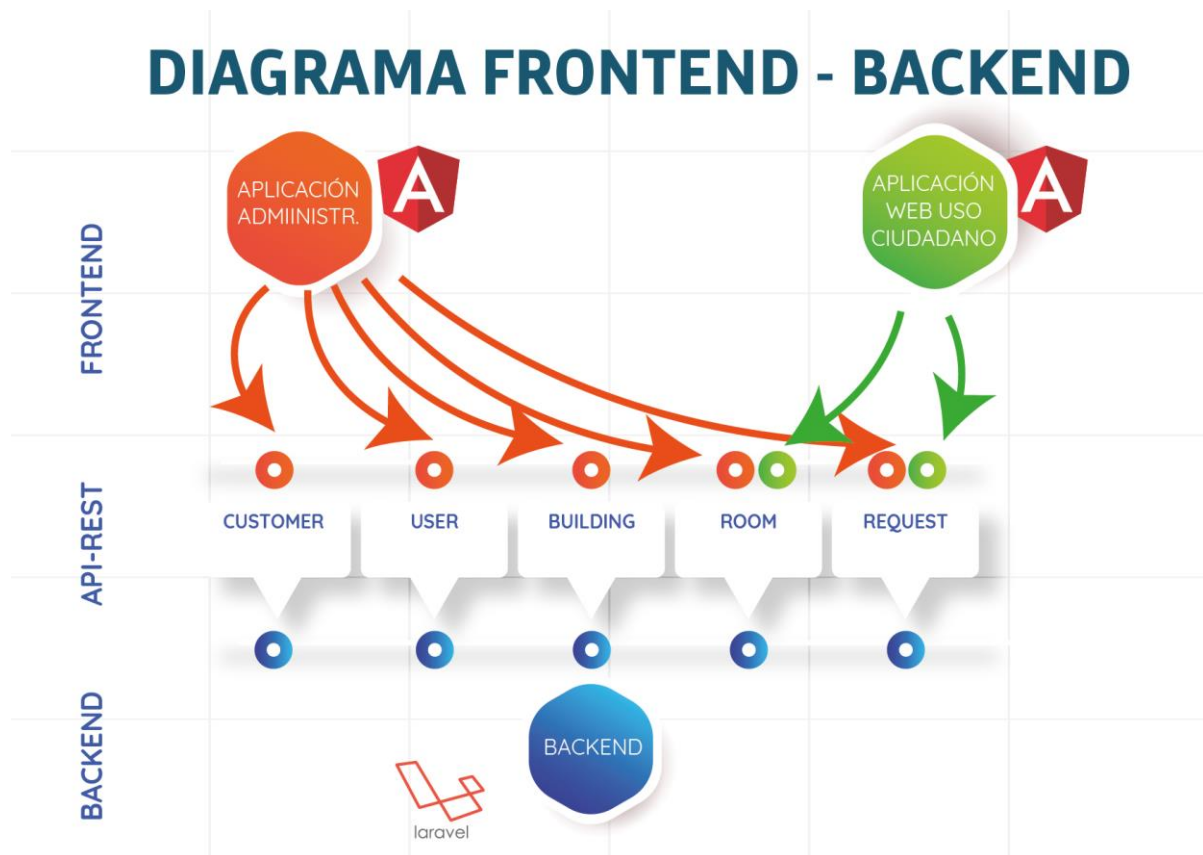 DIAGRAMA FRONTEND - BACKEND
APLICACIÓN
ADMIINISTR.
A
APLICACIÓN
WEB USO
CIUDADANO
A
FRONTEND
API-REST
CUSTOMER
USER
BUILDING
ROOM
REQUEST
BACKEND
BACKEND
laravel